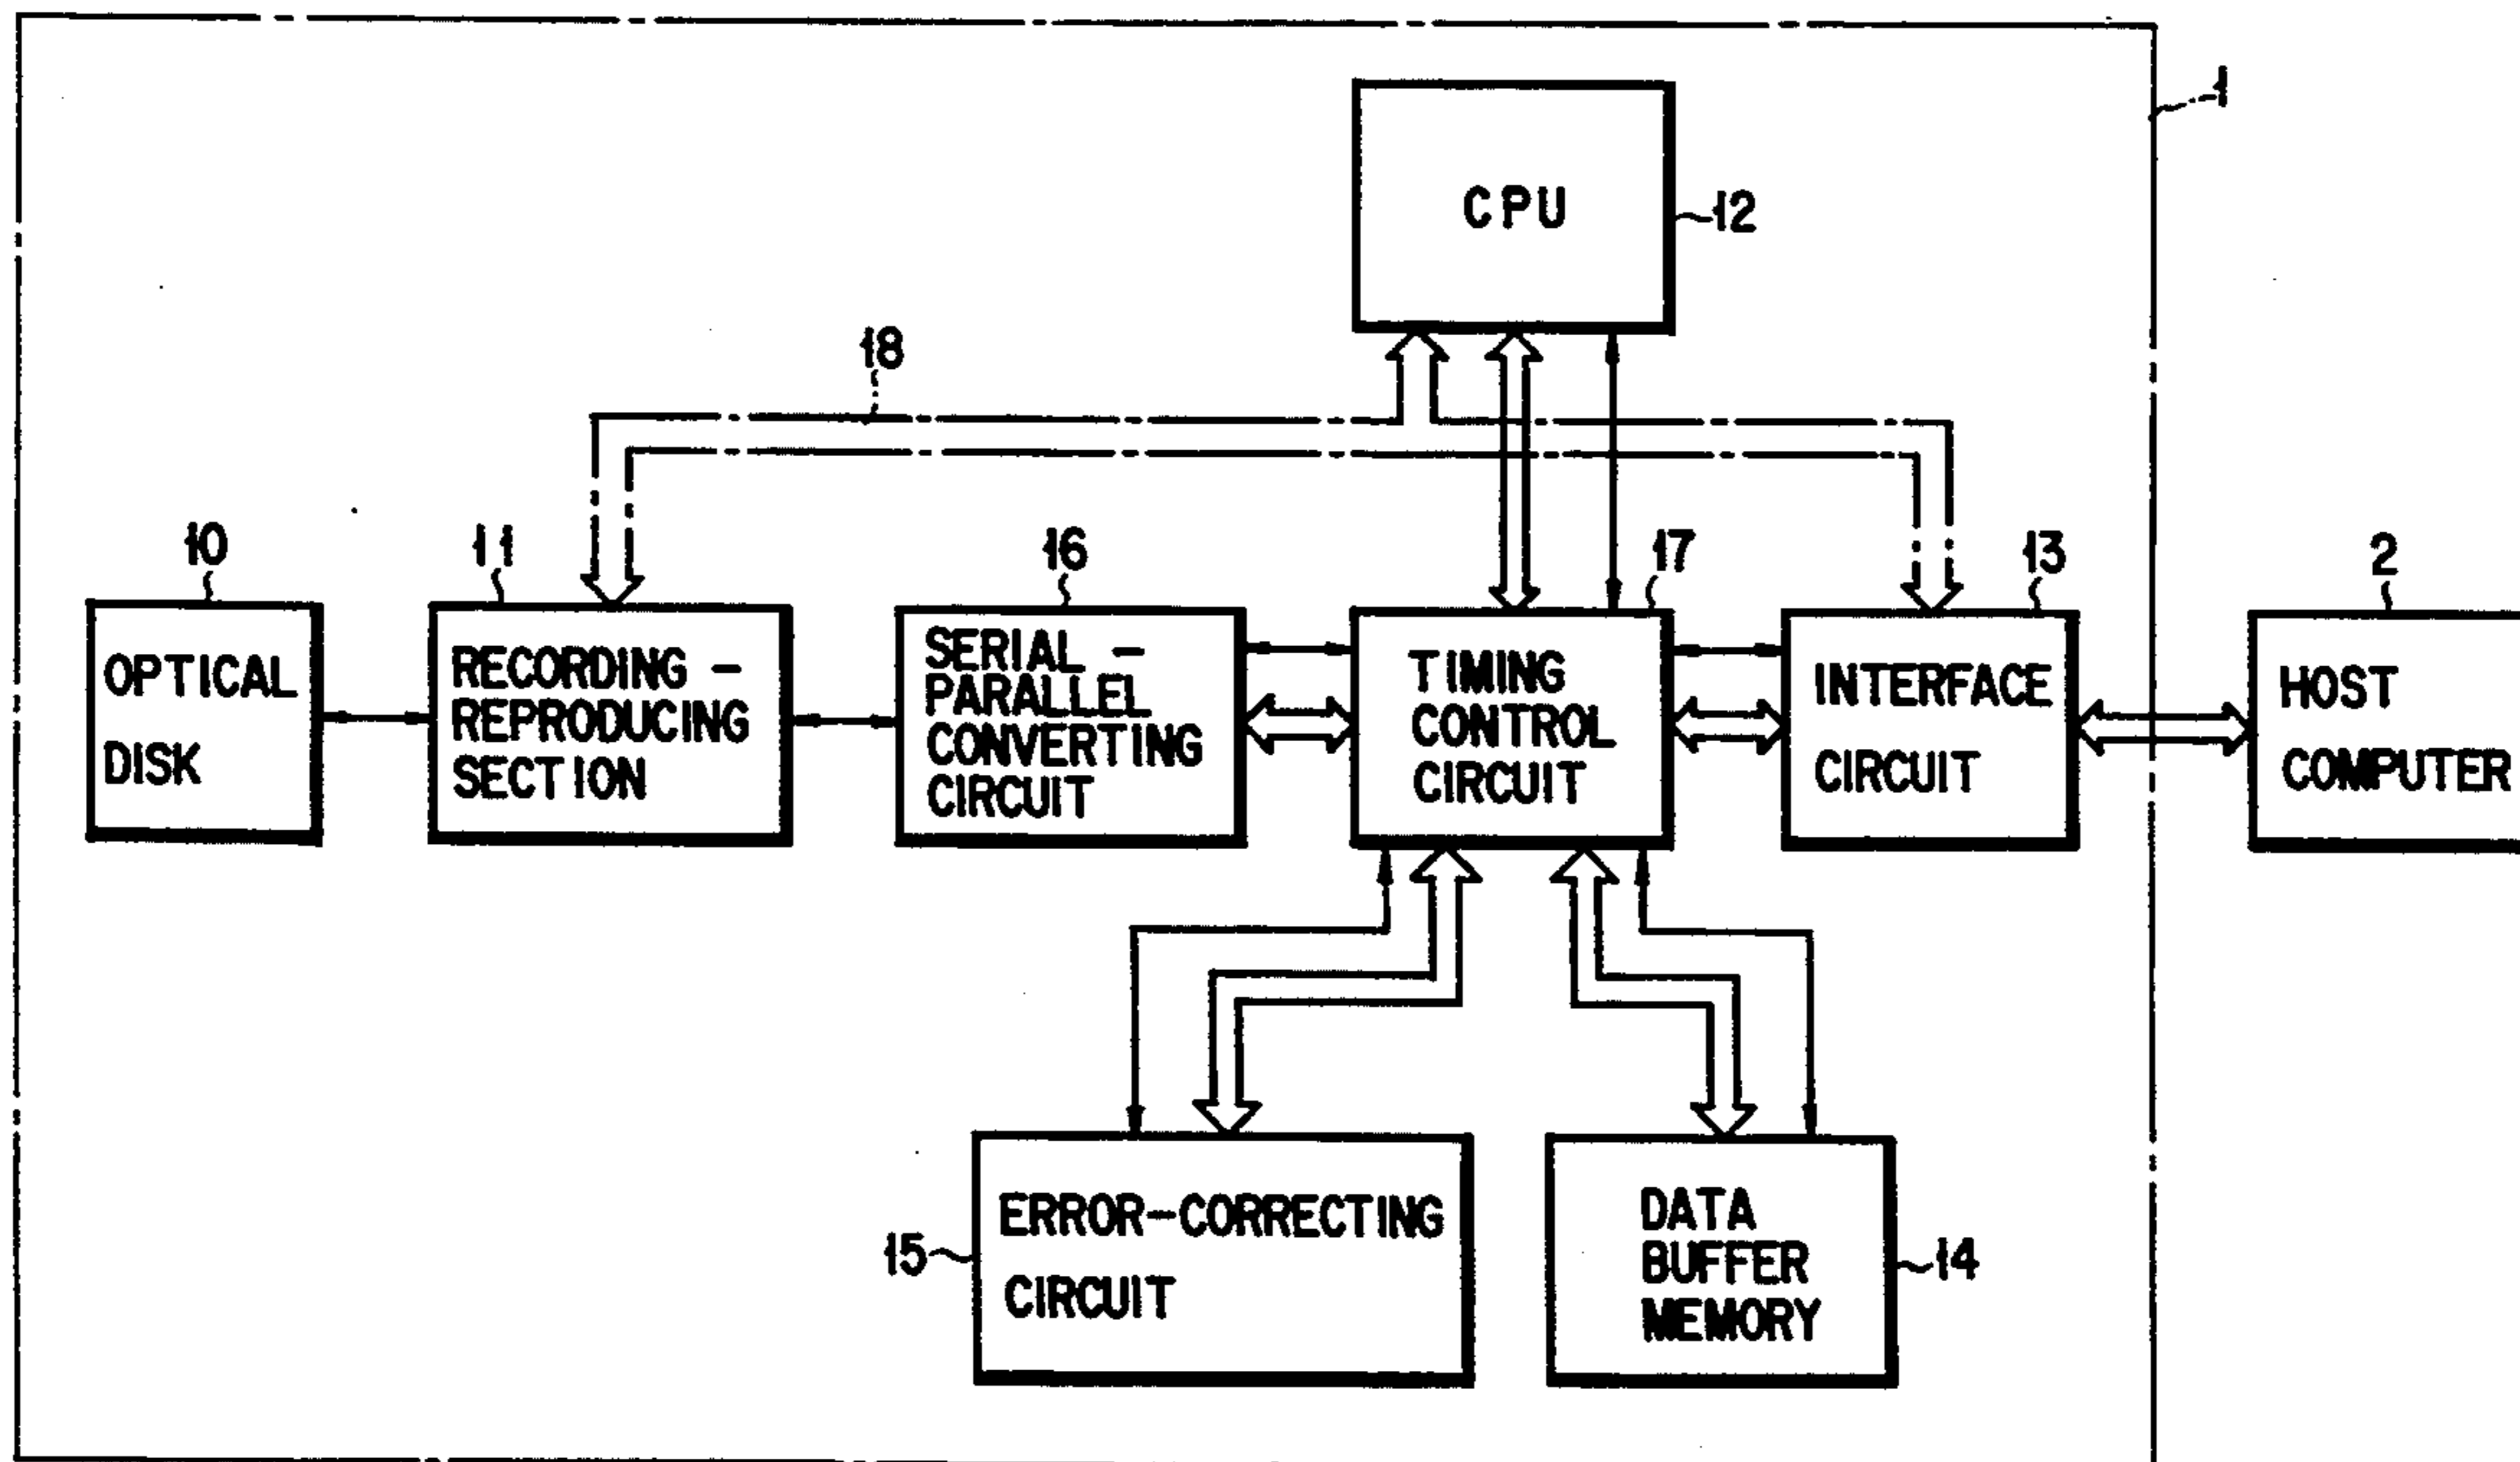 1
CPU
12
18
10
11
16
17
13
2
OPTICAL
DISK
RECORDING -
REPRODUCING
SECTION
SERIAL -
PARALLEL
CONVERTING
CIRCUIT
TIMING
CONTROL
CIRCUIT
INTERFACE
CIRCUIT
HOST
COMPUTER
15
ERROR-CORRECTING
CIRCUIT
DATA
BUFFER
MEMORY
14